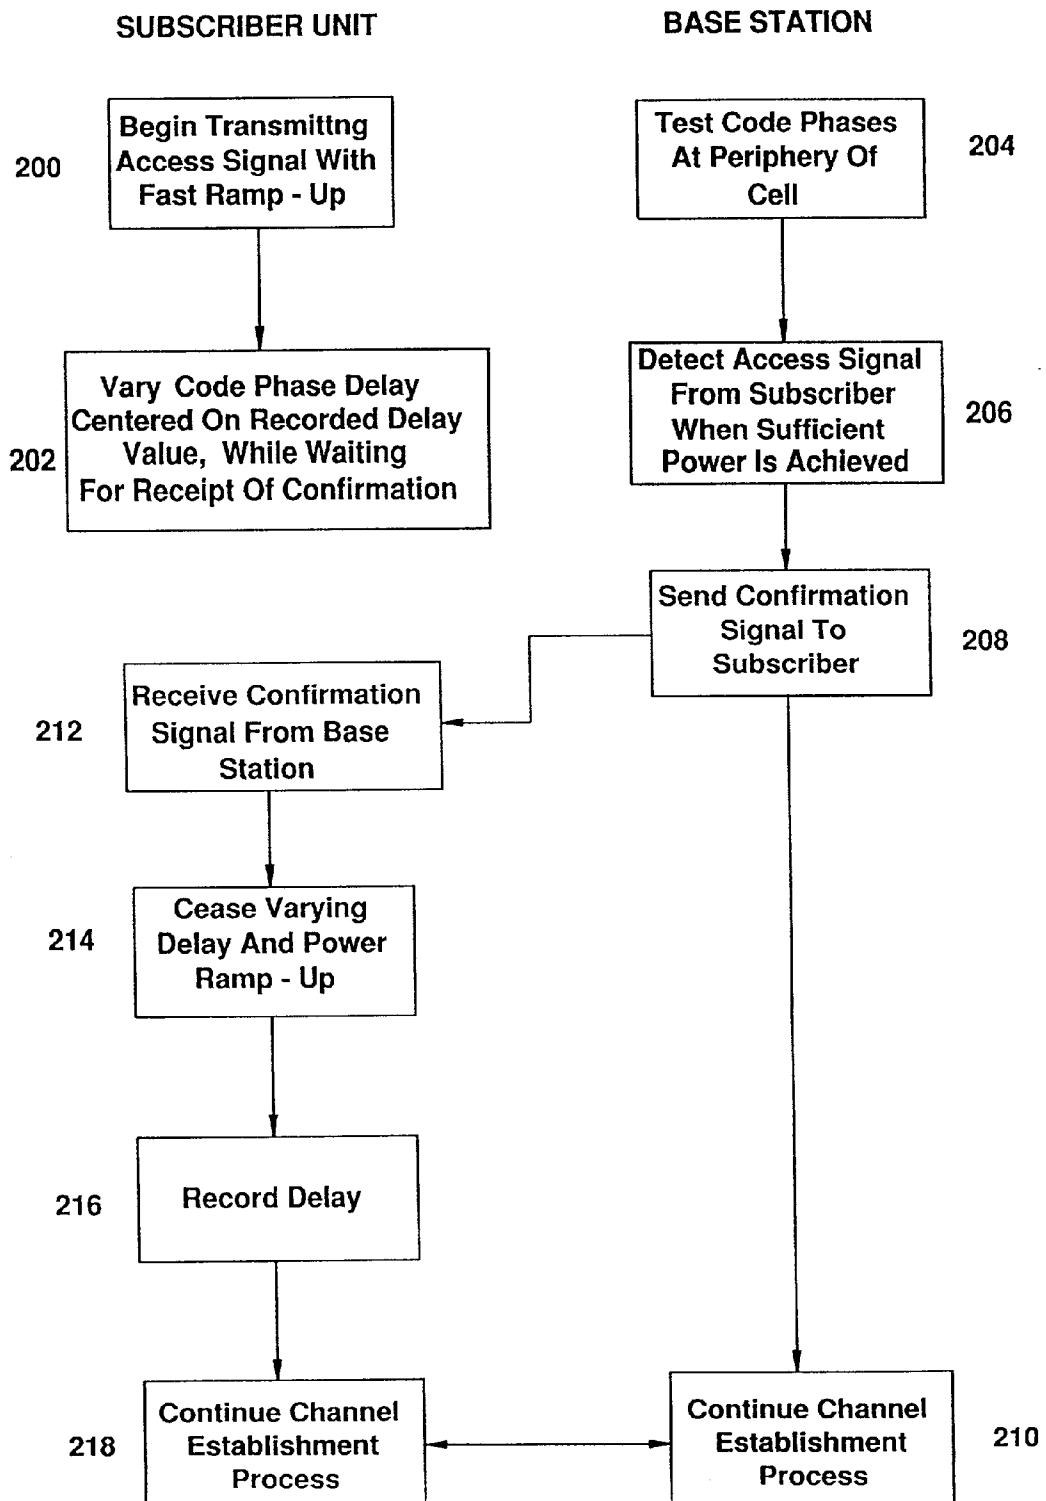 SUBSCRIBER UNIT
BASE STATION
200
Begin Transmittng
Access Signal With
Fast Ramp - Up
Test Code Phases
At Periphery Of
Cell
204
202
Vary Code Phase Delay
Centered On Recorded Delay
Value, While Waiting
For Receipt Of Confirmation
Detect Access Signal
From Subscriber
When Sufficient
Power Is Achieved
206
Send Confirmation
Signal To
Subscriber
208
212
Receive Confirmation
Signal From Base
Station
214
Cease Varying
Delay And Power
Ramp - Up
216
Record Delay
218
Continue Channel
Establishment
Process
Continue Channel
Establishment
Process
210